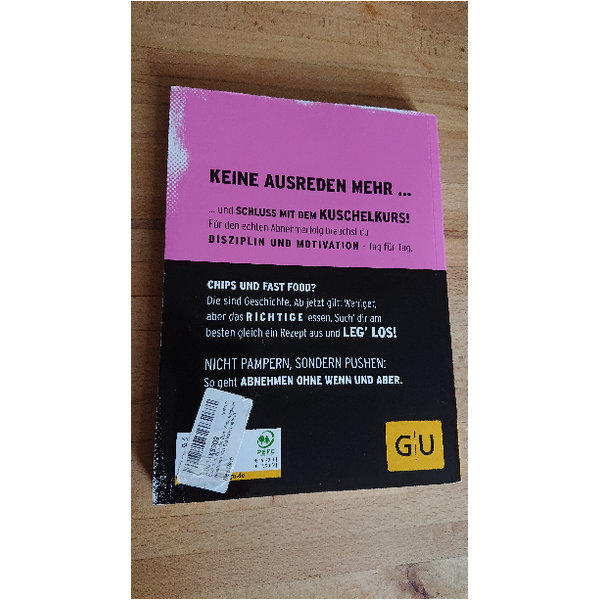 KEINE AUSREDEN MEHR ...
... und SCHLUSS MIT DEM KUSCHELKURS!
Für den echten Abnehmerfolg brauchst du
DISZIPLIN UND MOTIVATION - Tag für Tag.
CHIPS UND FAST FOOD?
Die sind Geschichte. Ab jetzt gilt: Weniger,
aber das RICHTIGE essen. Such' dir am
besten gleich ein Rezept aus und LEG' LOS!
NICHT PAMPERN, SONDERN PUSHEN:
So geht ABNEHMEN OHNE WENN UND ABER.
PEFC
G|U